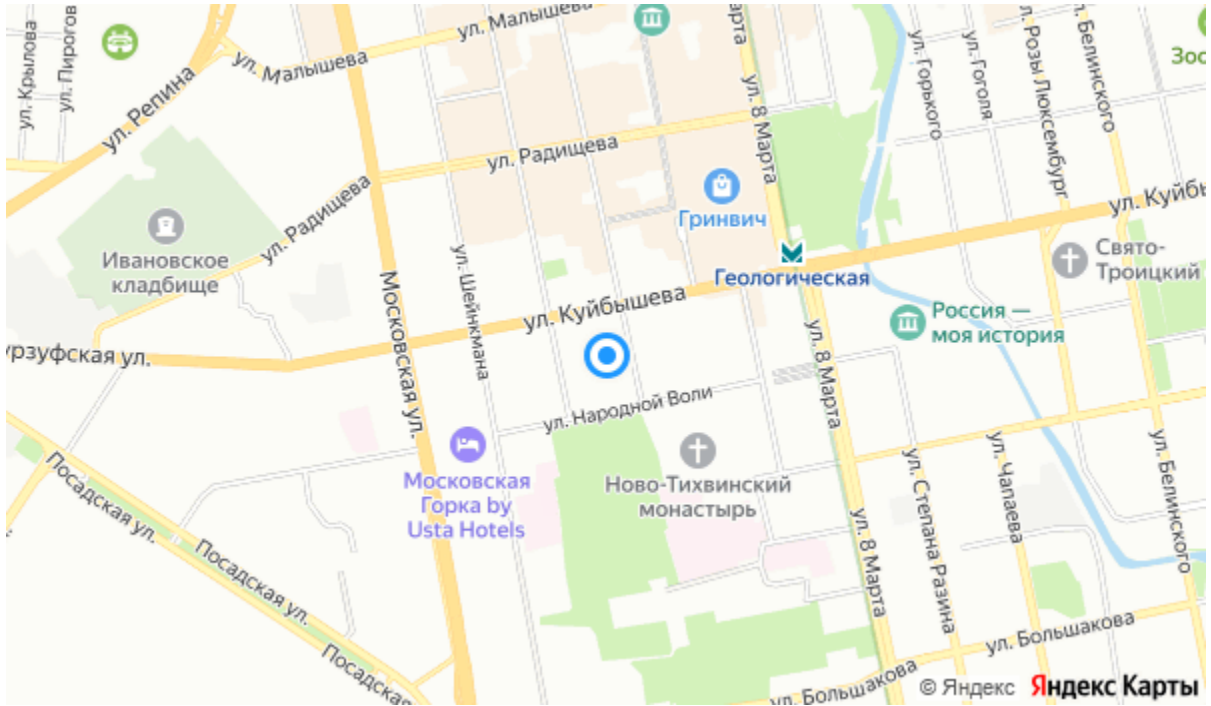 ул. Крылова
ул. Пирогов
ул. Репина
ул. Малышева
ул. Малышева
Марта
ул. 8 Марта
ул. Горького
ул. Гоголя
ул. Розы Люксембург
ул. Белинского
Зоо
ул. Радищева
ул. Радищева
Гринвич
Ивановское
кладбище
ул. Куйбы
Свято-
Троицкий
Геологическая
Московская ул.
ул. Шейнкмана
ул. Куйбышева
Россия —
моя история
урзуфская ул.
ул. 8 Марта
ул. Народной Воли
Московская
Горка by
Usta Hotels
Ново-Тихвинский
монастырь
Посадская ул.
Посадская ул.
Посадская
ул. 8 Марта
ул. Степана Разина
ул. Чапаева
ул. Белинского
ул. Большакова
ул. Большакова
© Яндекс Яндекс Карты